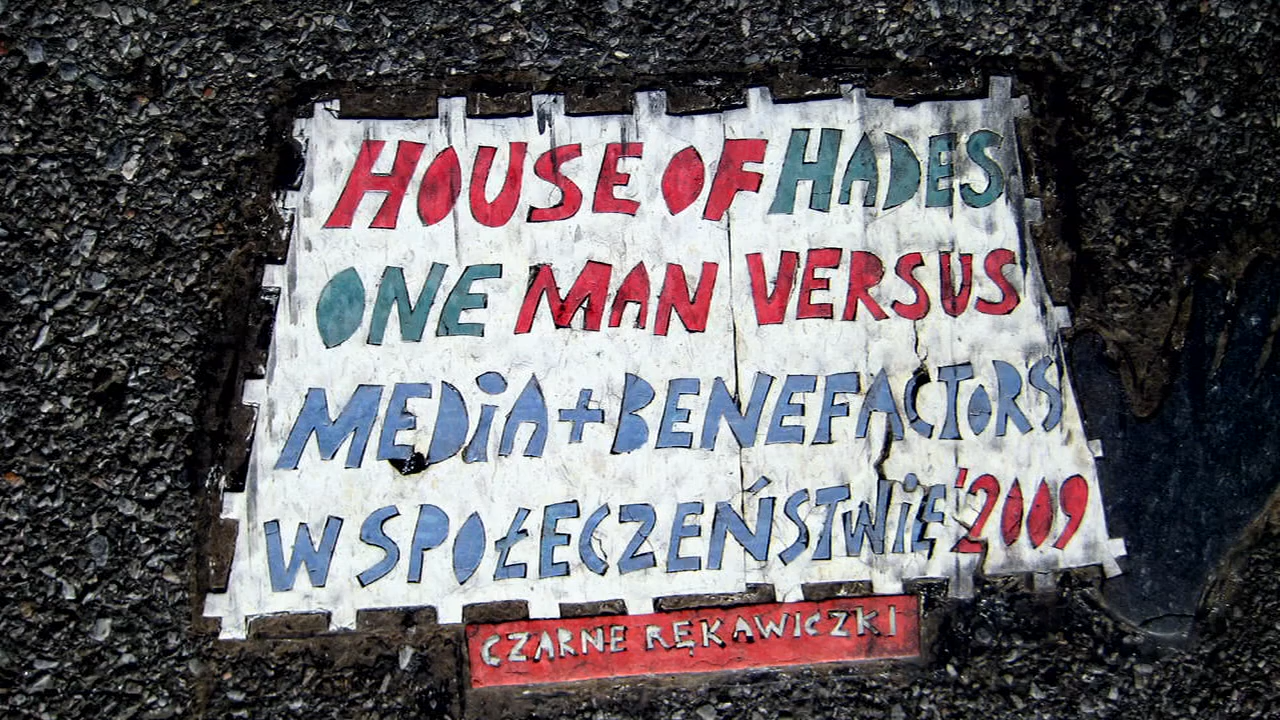 HOUSE OF HADES
ONE MAN VERSUS
MEDiA+BENEFACTORS
W SPOŁECZEŃSTWiE '2009
CZARNE RĘKAWICZKI